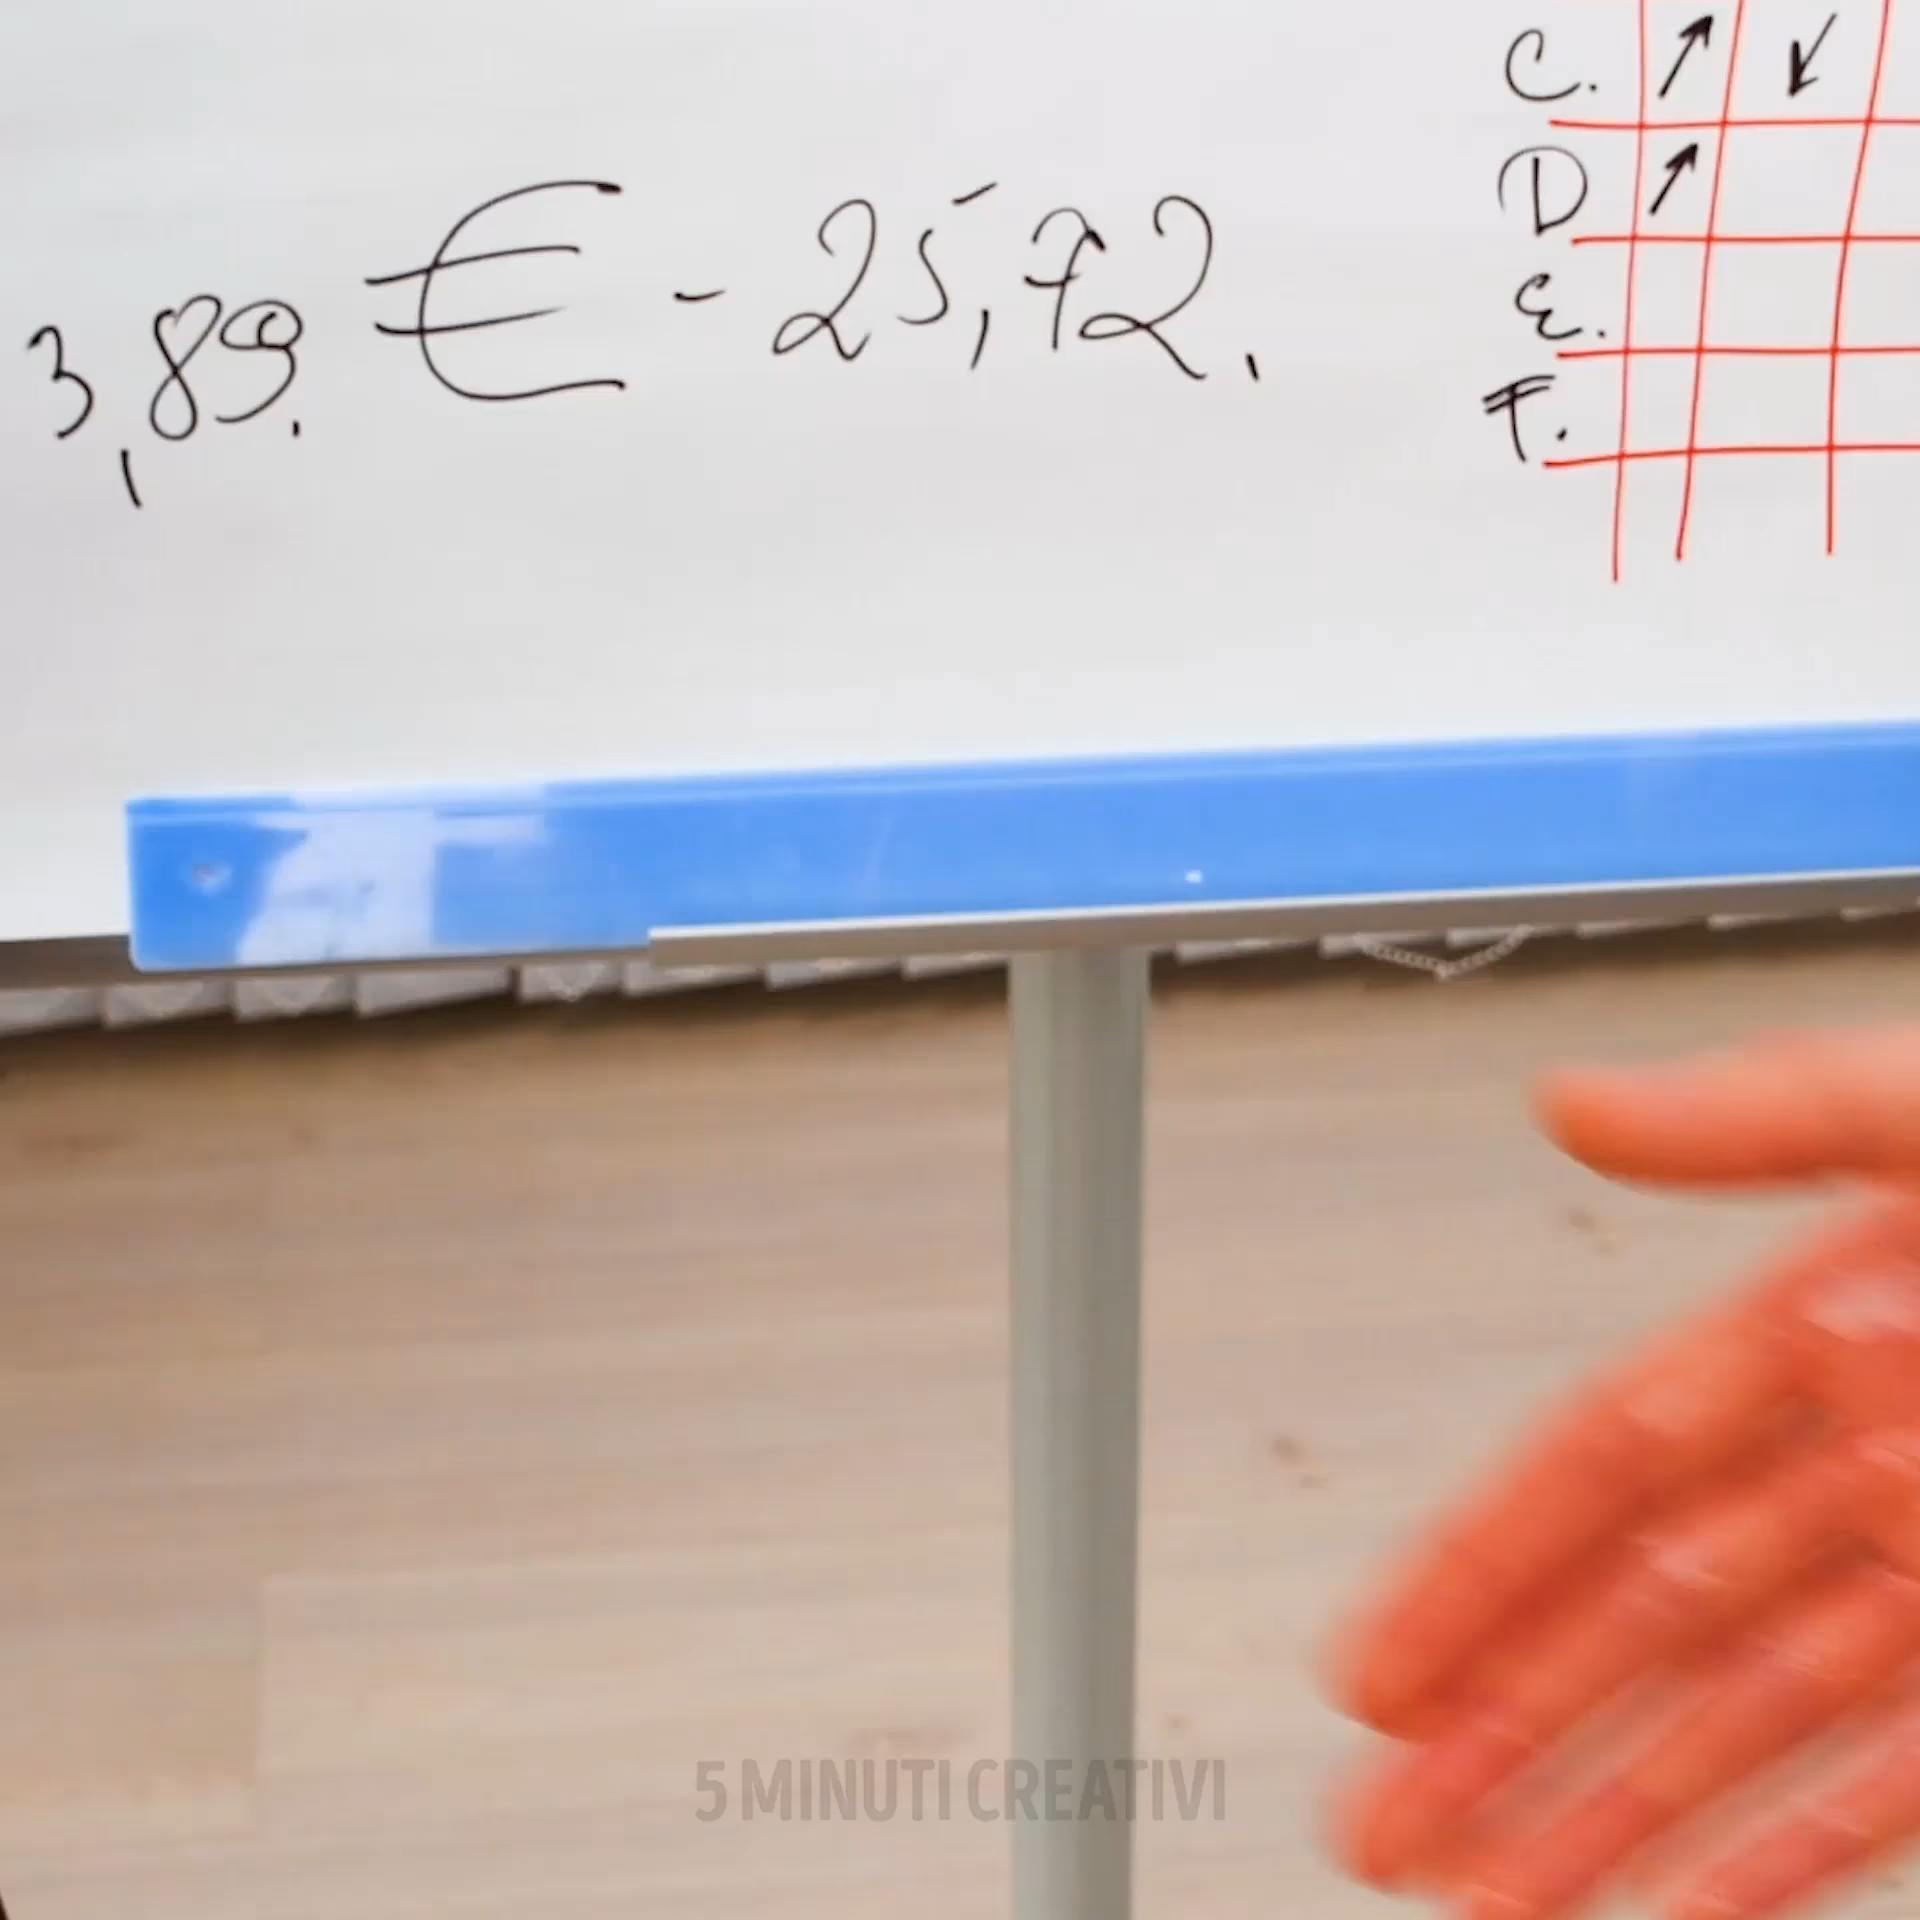 3,89. € - 25,72.
C. ↗ ↙
D ↗
E.
F.
5 MINUTI CREATIVI